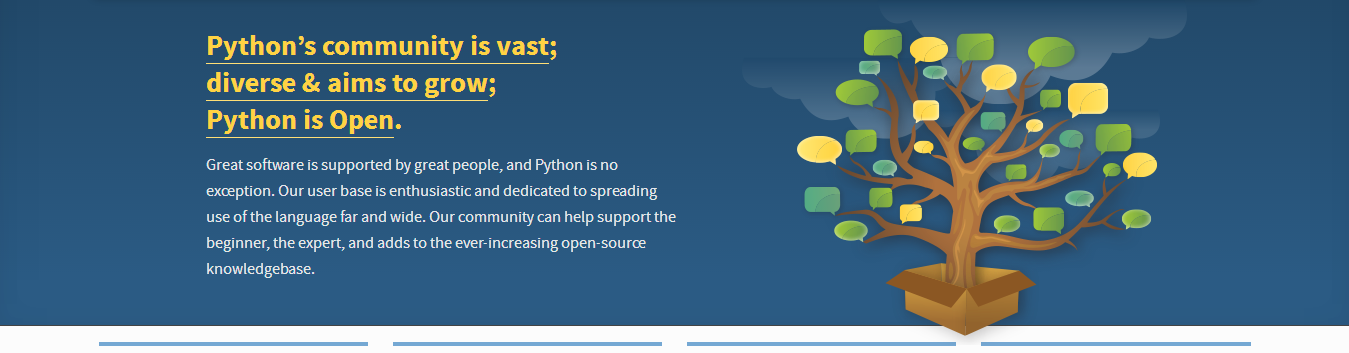 Python’s community is vast;
diverse & aims to grow;
Python is Open.
Great software is supported by great people, and Python is no
exception. Our user base is enthusiastic and dedicated to spreading
use of the language far and wide. Our community can help support the
beginner, the expert, and adds to the ever-increasing open-source
knowledgebase.